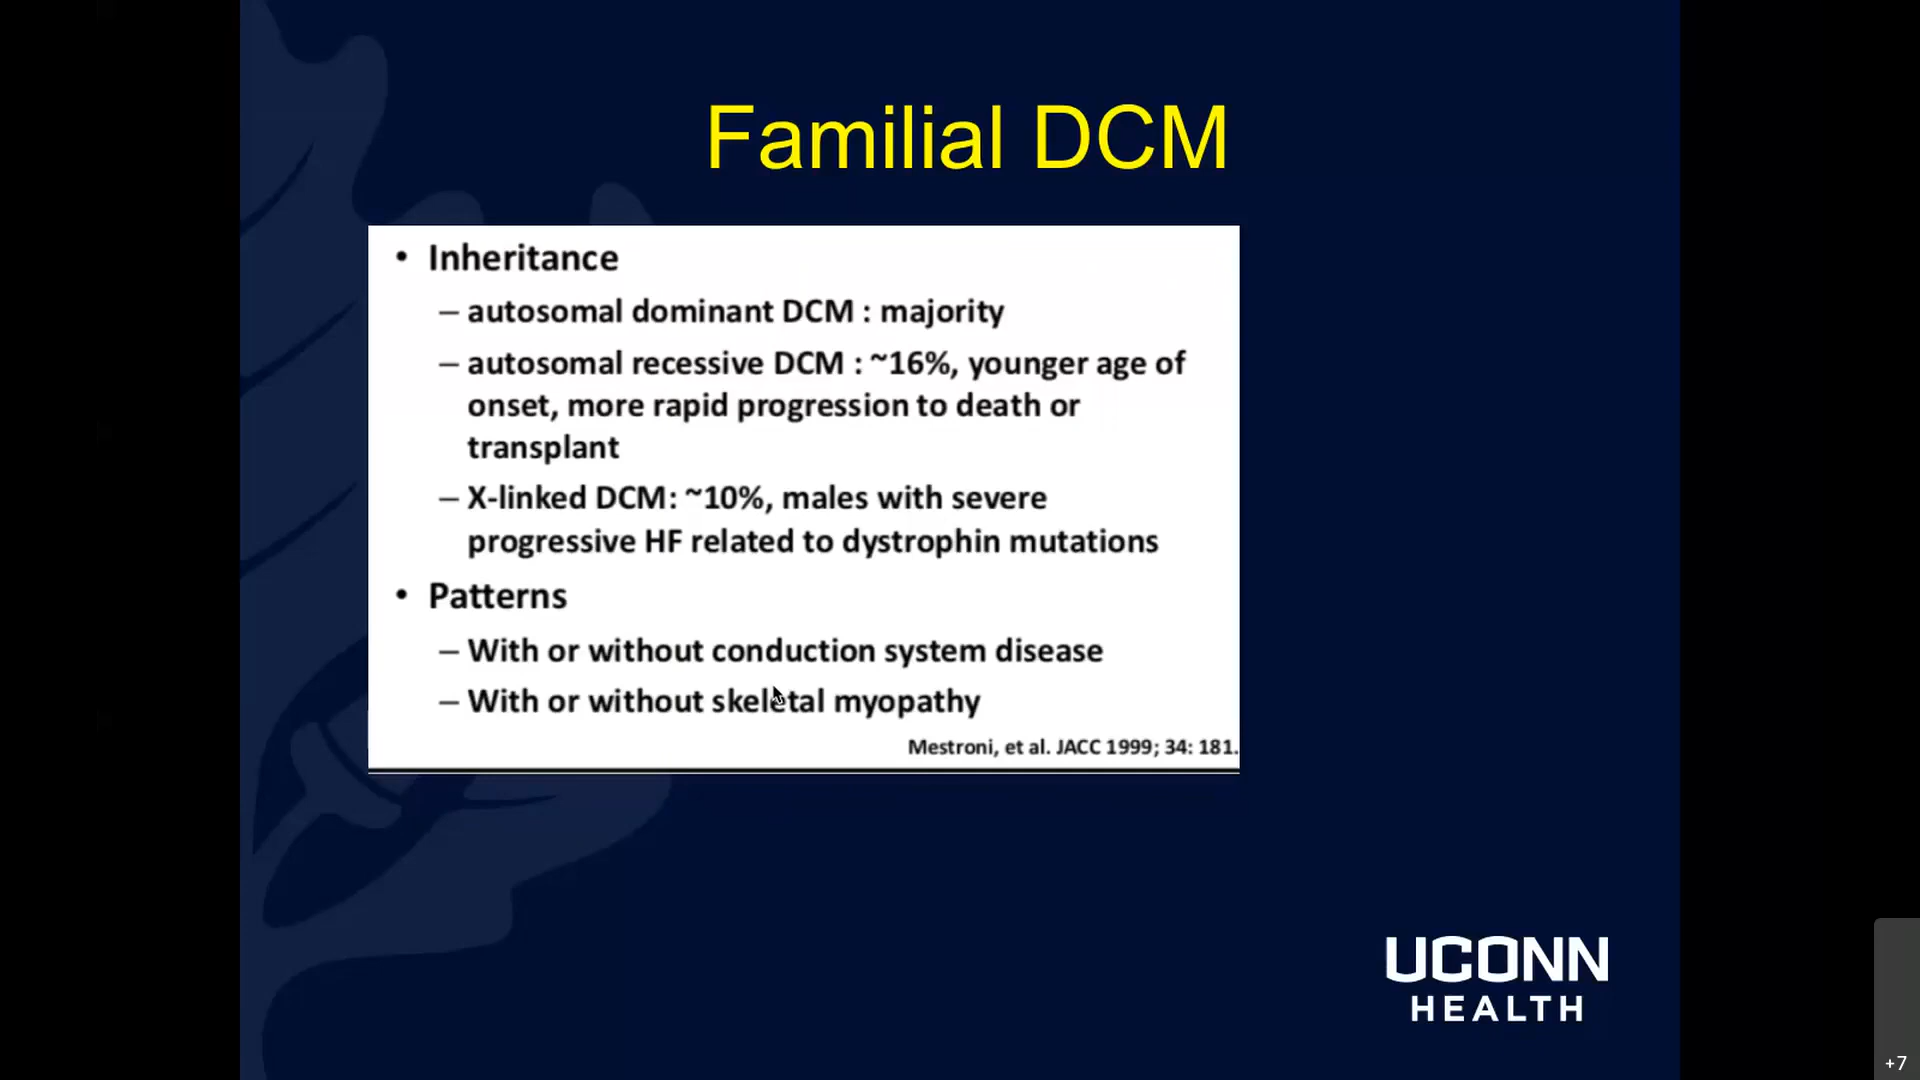 Familial DCM
• Inheritance
– autosomal dominant DCM : majority
– autosomal recessive DCM : ~16%, younger age of
onset, more rapid progression to death or
transplant
– X-linked DCM: ~10%, males with severe
progressive HF related to dystrophin mutations
• Patterns
– With or without conduction system disease
– With or without skeletal myopathy
Mestroni, et al. JACC 1999; 34: 181.
UCONN
HEALTH
+7